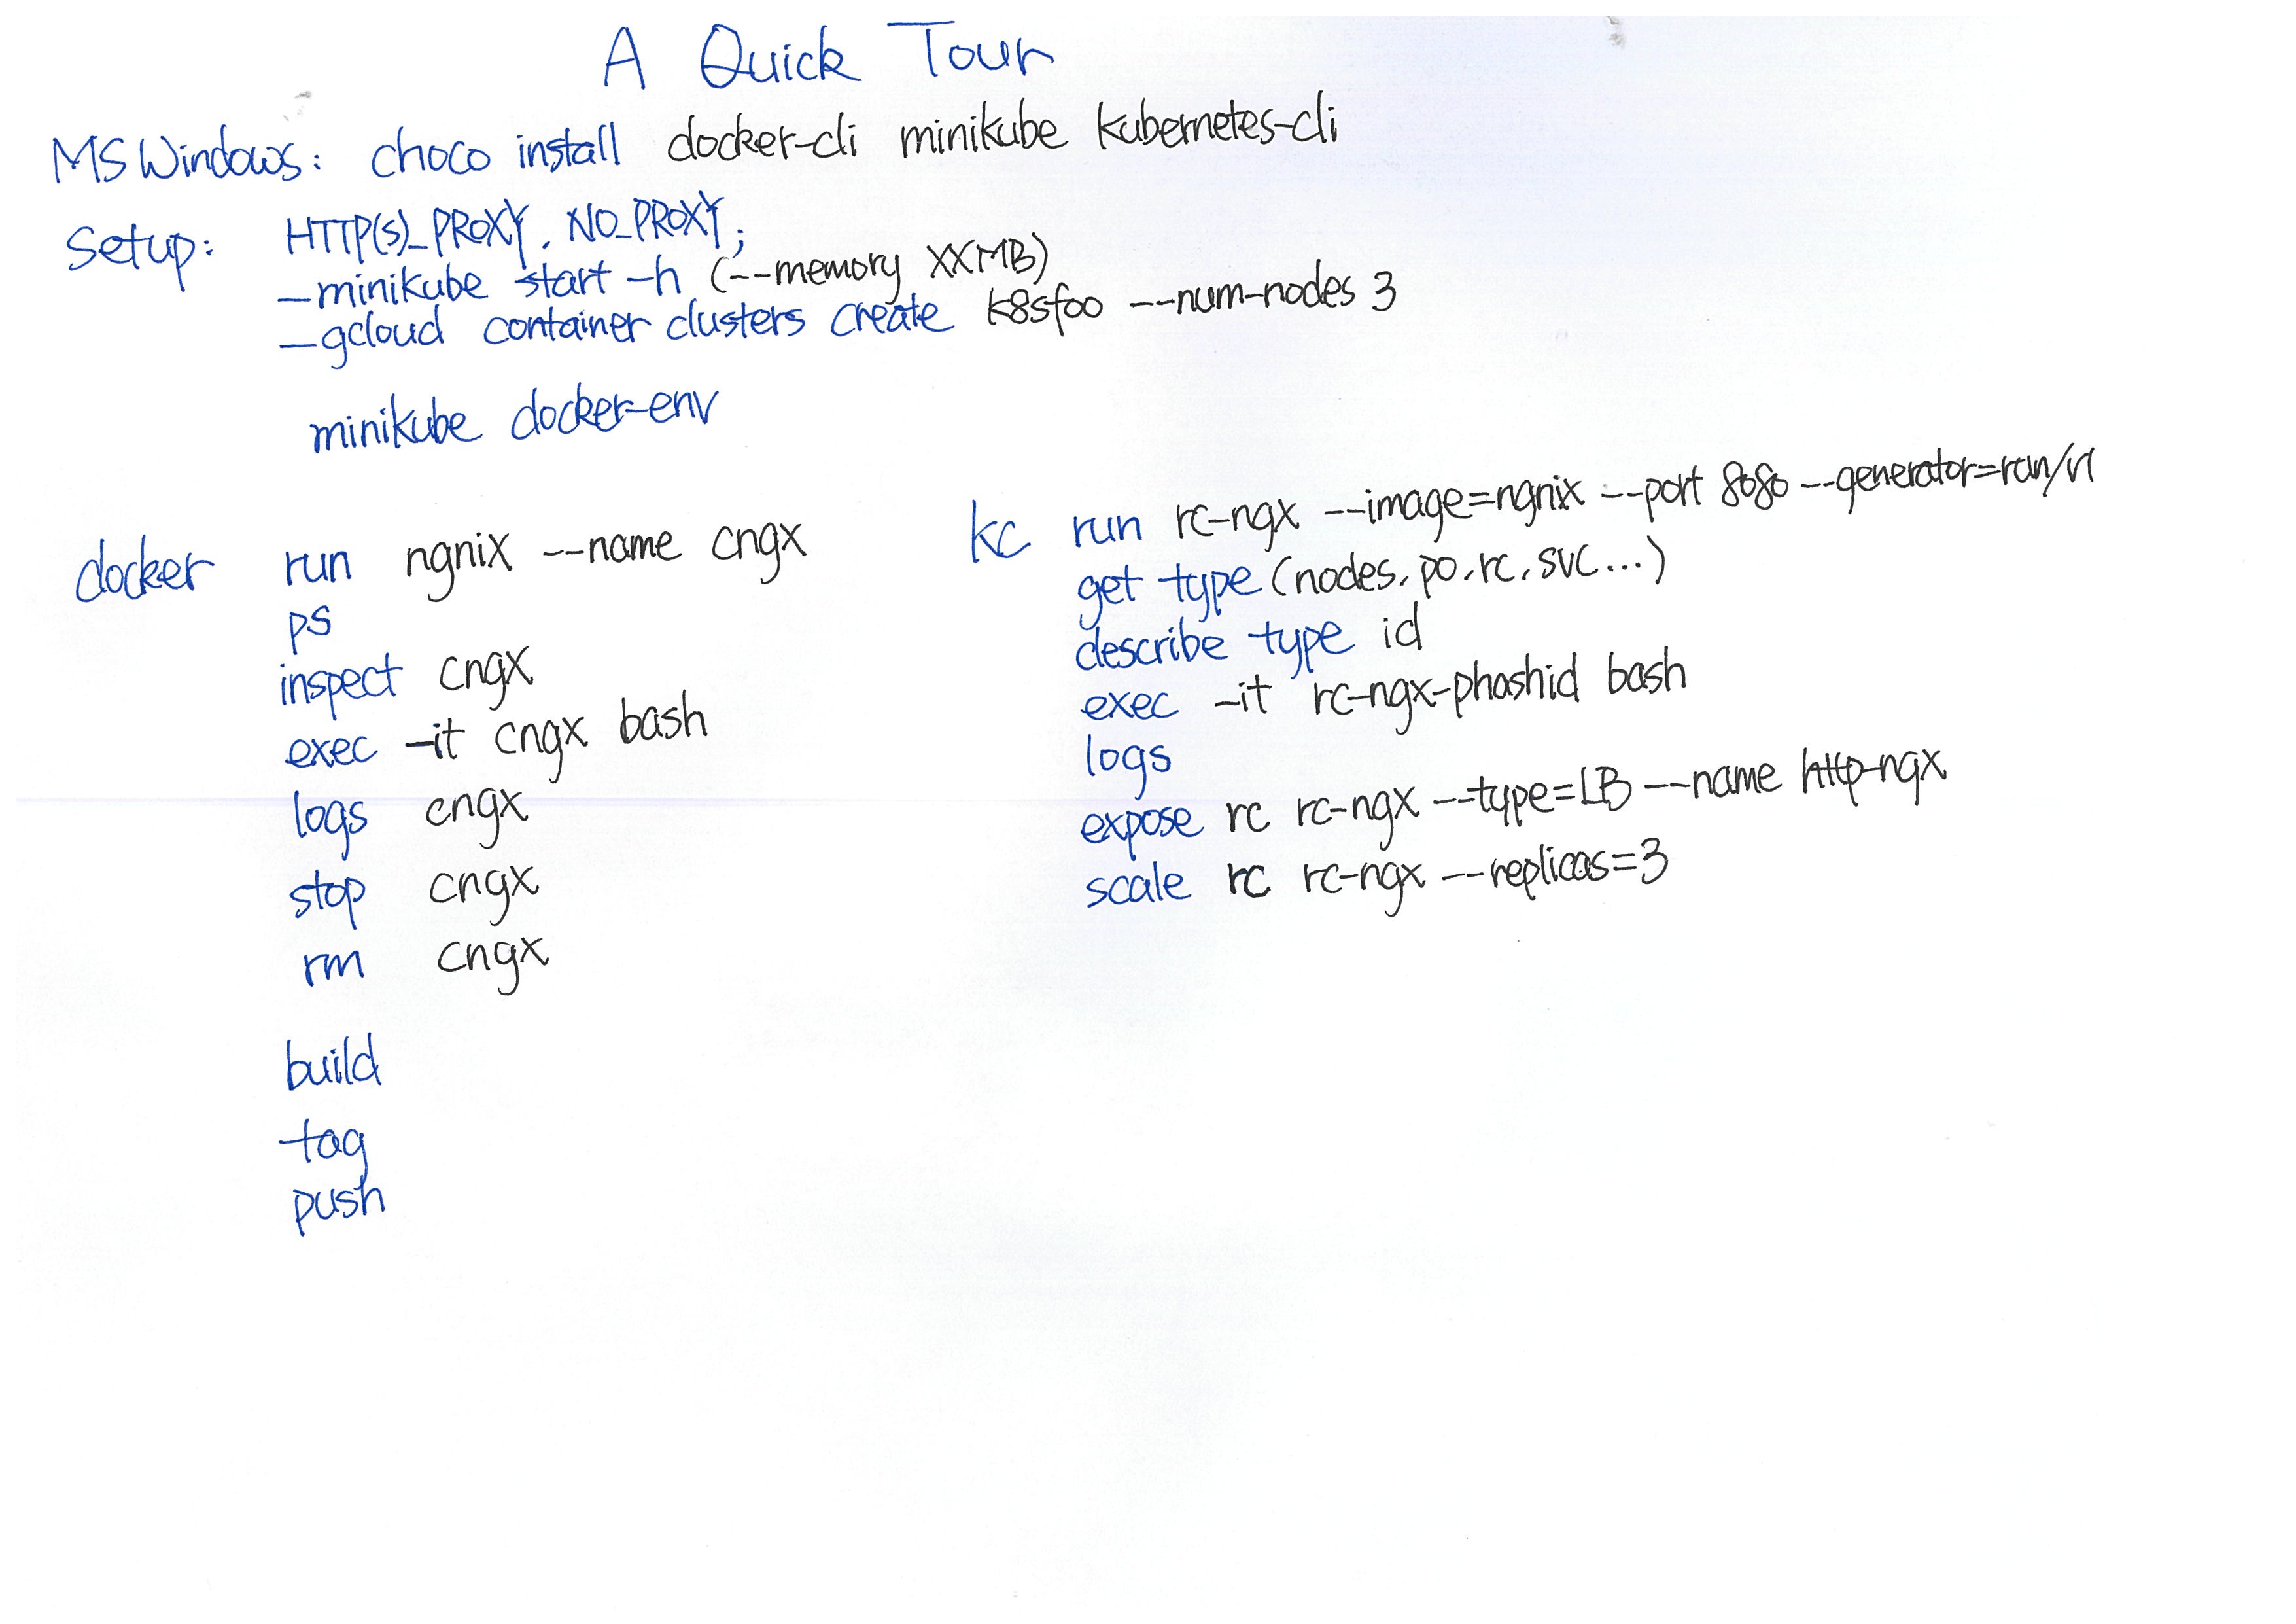 A Quick Tour
MS Windows: choco install docker-cli minikube kubernetes-cli
Setup: HTTP(S)_PROXY, NO_PROXY;
-minikube start -h (--memory XXMB)
-gcloud container clusters create k8sfoo --num-nodes 3
minikube docker-env
docker run ngnix --name cngx
ps
inspect cngx
exec -it cngx bash
logs cngx
stop cngx
rm cngx
build
tag
push
kc run rc-ngx --image=ngnix --port 8080 --generator=run/v1
get type (nodes, po, rc, svc...)
describe type id
exec -it rc-ngx-phashid bash
logs
expose rc rc-ngx --type=LB --name http-ngx
scale rc rc-ngx --replicas=3